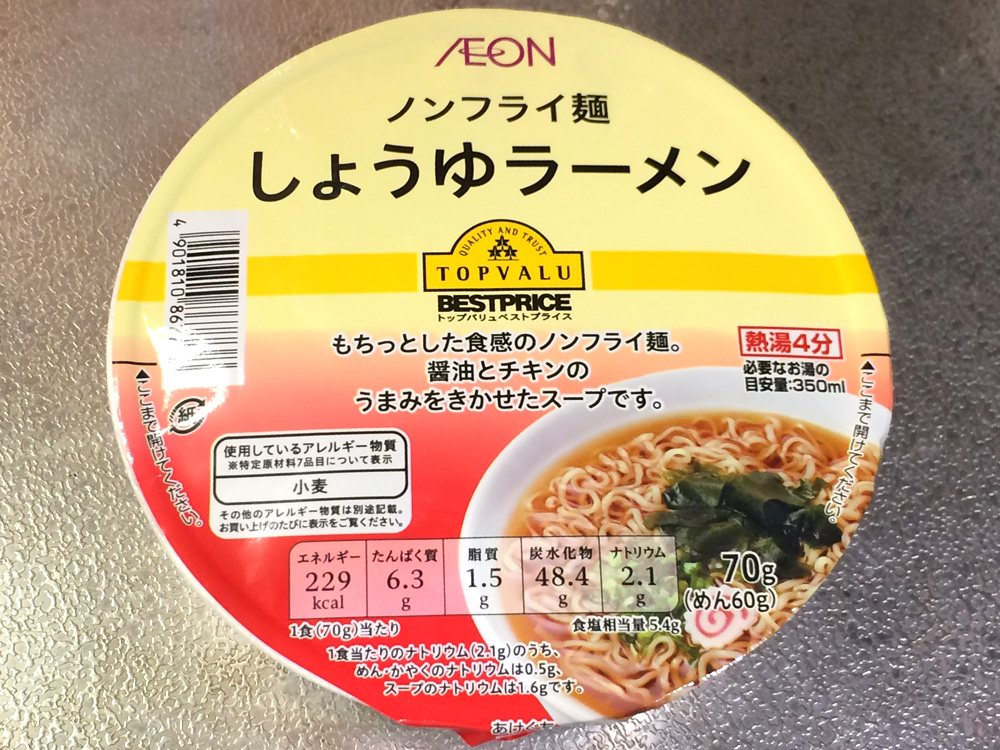 ÆON
ノンフライ麺
しょうゆラーメン
QUALITY AND TRUST
TOPVALU
BESTPRICE
トップバリュベストプライス
もちっとした食感のノンフライ麺。
醤油とチキンの
うまみをきかせたスープです。
熱湯4分
必要なお湯の
目安量:350ml
4 901810 86
紙
ここまで開けてください。
ここまで開けてください。
使用しているアレルギー物質
※特定原材料7品目について表示
小麦
その他のアレルギー物質は別途記載。
お買い上げのたびに表示をご覧ください。
エネルギー たんぱく質 脂質 炭水化物 ナトリウム
229 6.3 1.5 48.4 2.1
kcal g g g g
70g
(めん60g)
1食(70g)当たり 食塩相当量5.4g
1食当たりのナトリウム(2.1g)のうち、
めん・かやくのナトリウムは0.5g、
スープのナトリウムは1.6gです。
あけくち